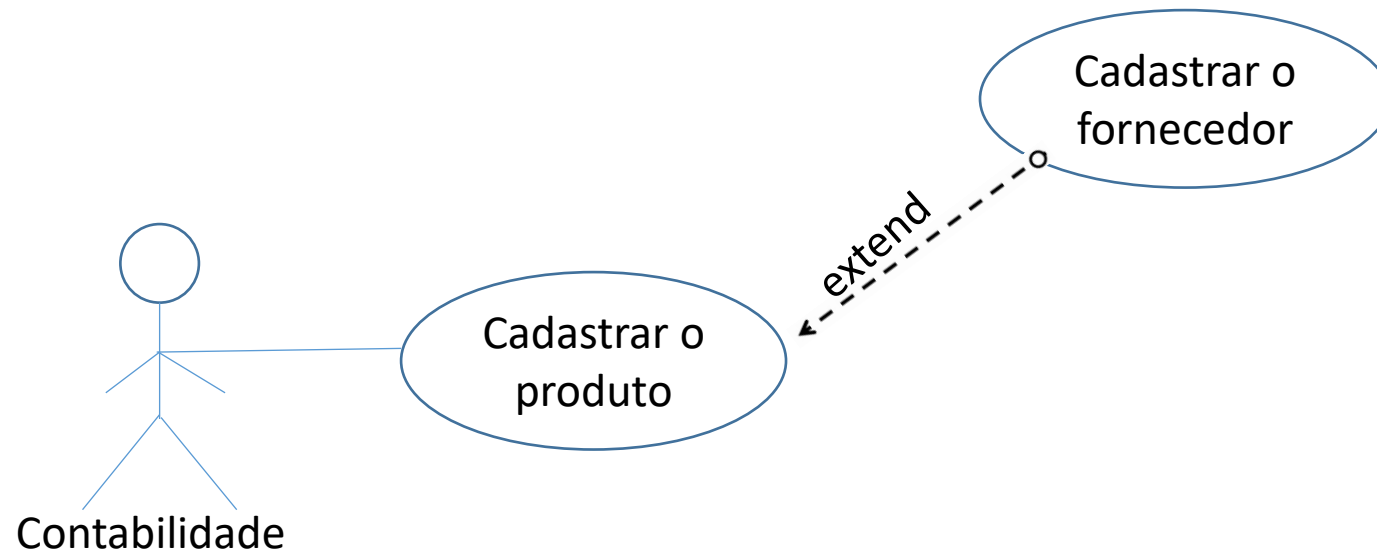 Cadastrar o
fornecedor
extend
Cadastrar o
produto
Contabilidade